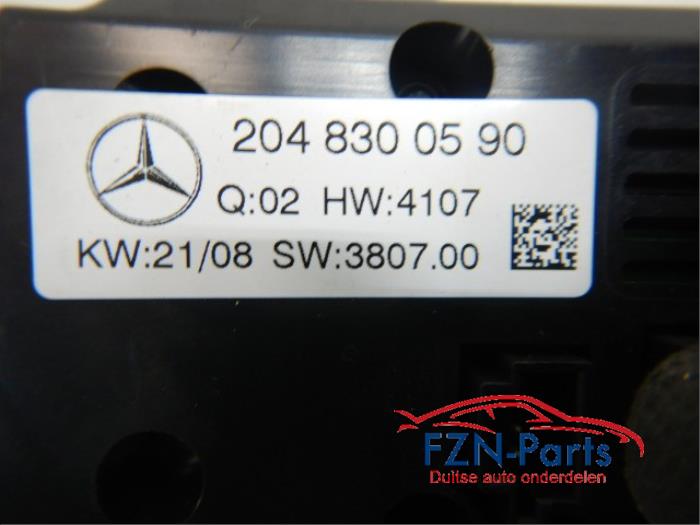 204 830 05 90
Q:02 HW:4107
KW:21/08 SW:3807.00
FZN-Parts
Duitse auto onderdelen